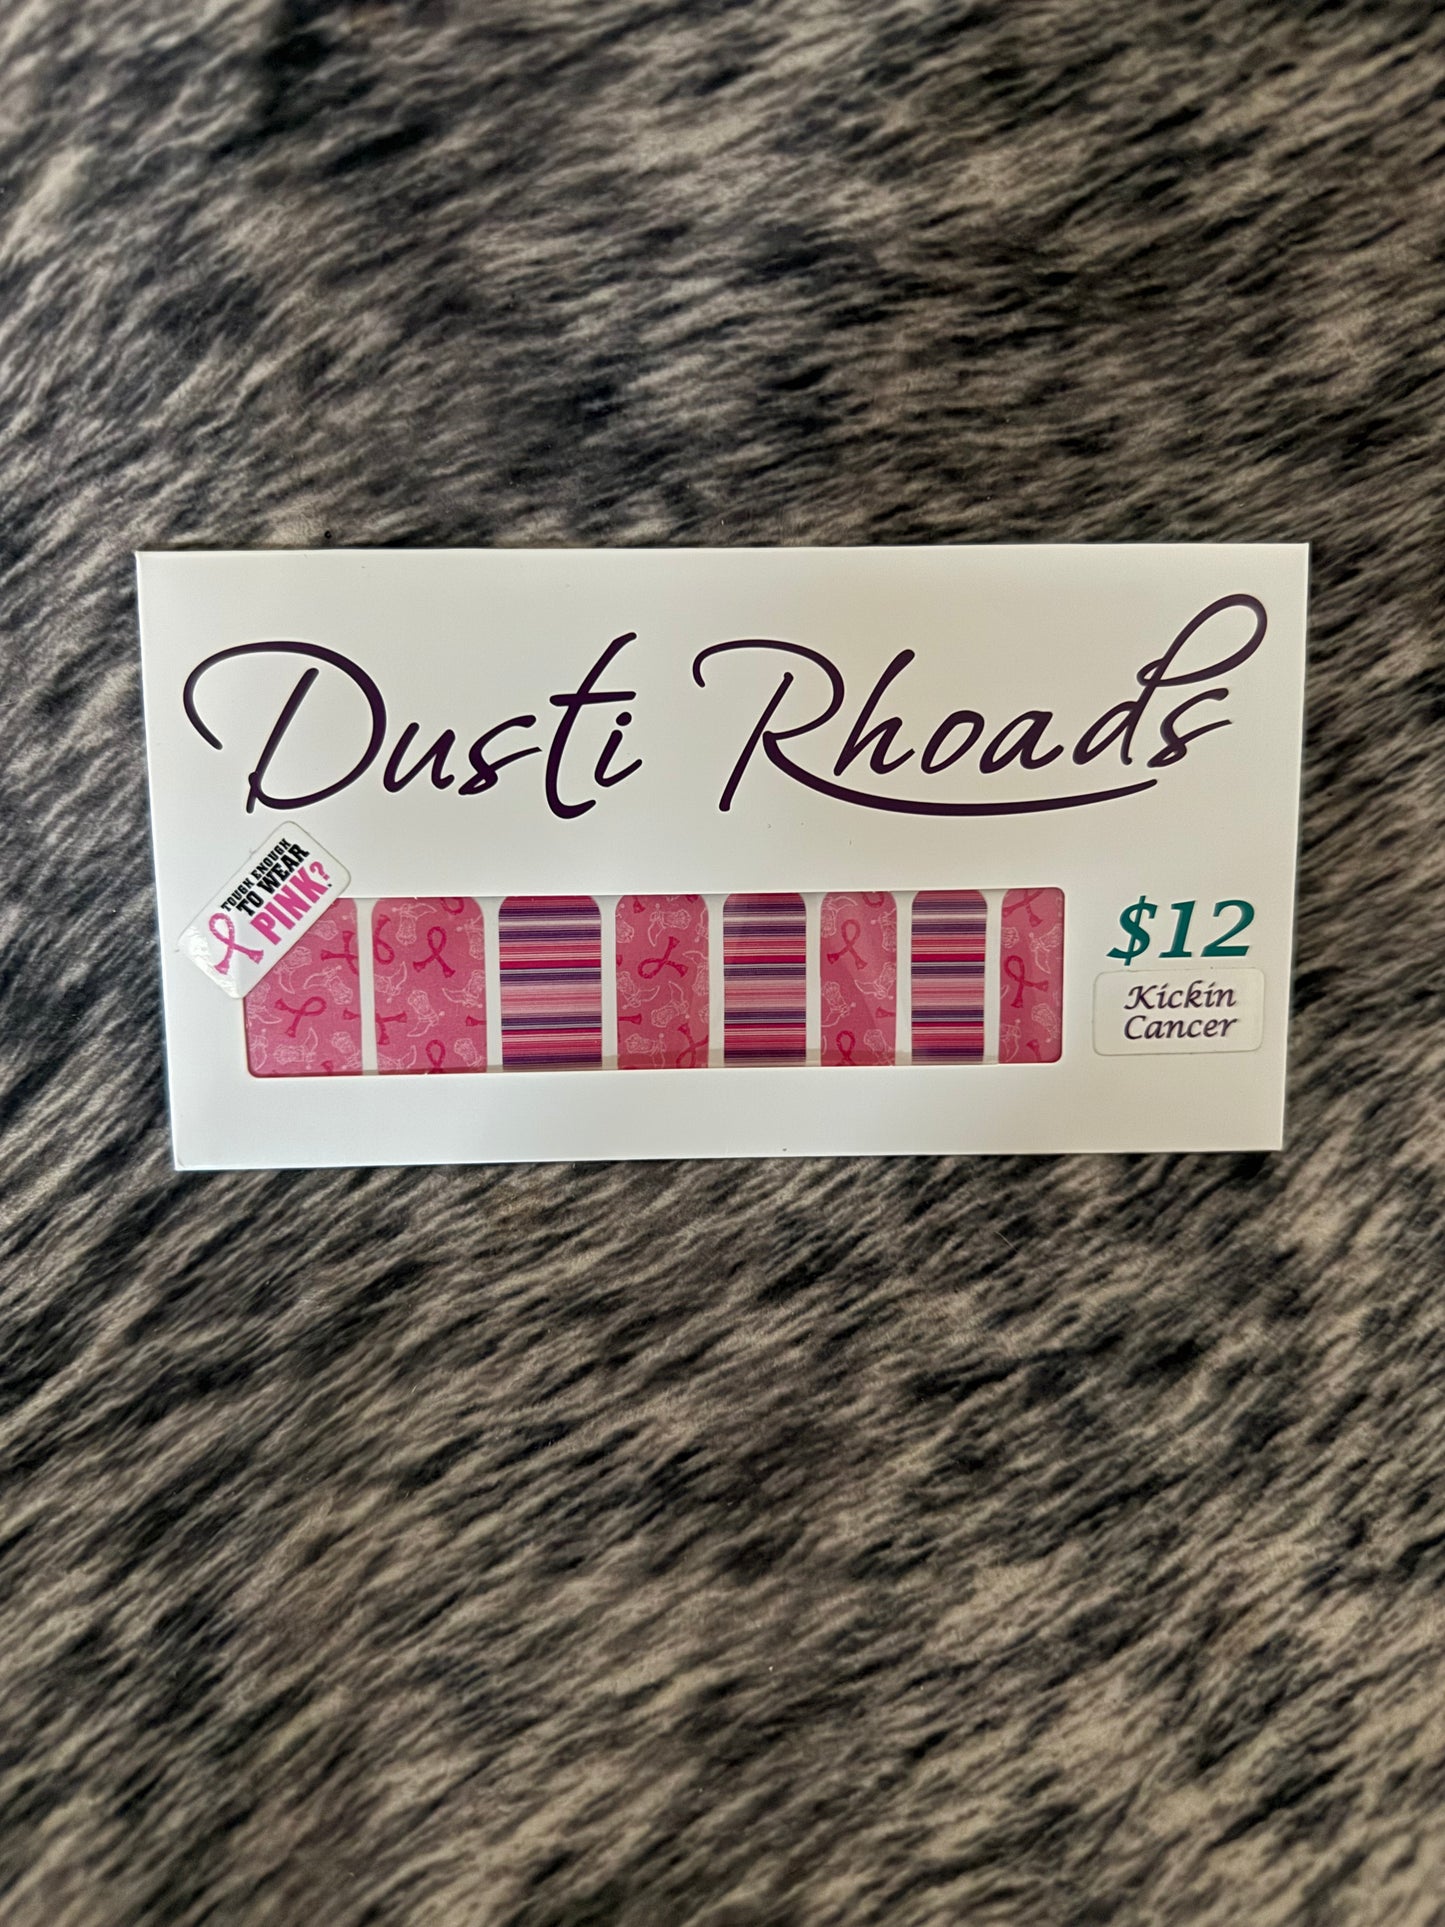 Dusti Rhoads
TOUGH ENOUGH
TO WEAR
PINK?
$12
Kickin
Cancer